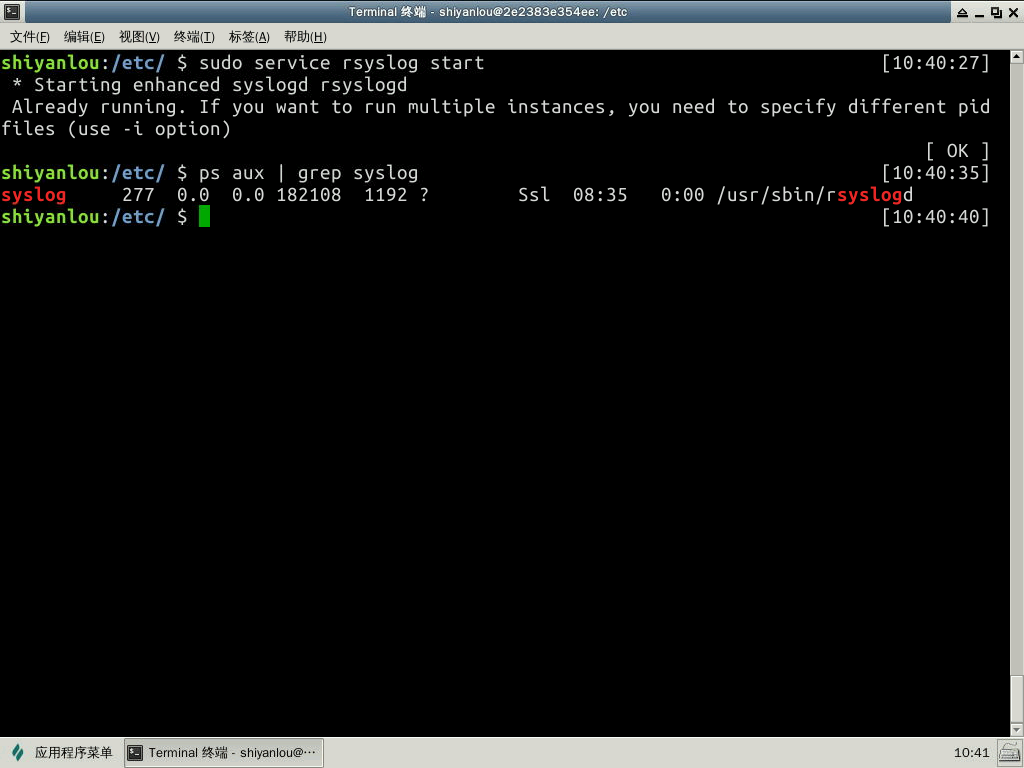 Terminal 终端 - shiyanlou@2e2383e354ee: /etc
文件(F) 编辑(E) 视图(V) 终端(T) 标签(A) 帮助(H)
shiyanlou:/etc/ $ sudo service rsyslog start [10:40:27]
* Starting enhanced syslogd rsyslogd
Already running. If you want to run multiple instances, you need to specify different pid
files (use -i option)
[ OK ]
shiyanlou:/etc/ $ ps aux | grep syslog [10:40:35]
syslog 277 0.0 0.0 182108 1192 ? Ssl 08:35 0:00 /usr/sbin/rsyslogd
shiyanlou:/etc/ $ [10:40:40]
应用程序菜单 Terminal 终端 - shiyanlou@··· 10:41